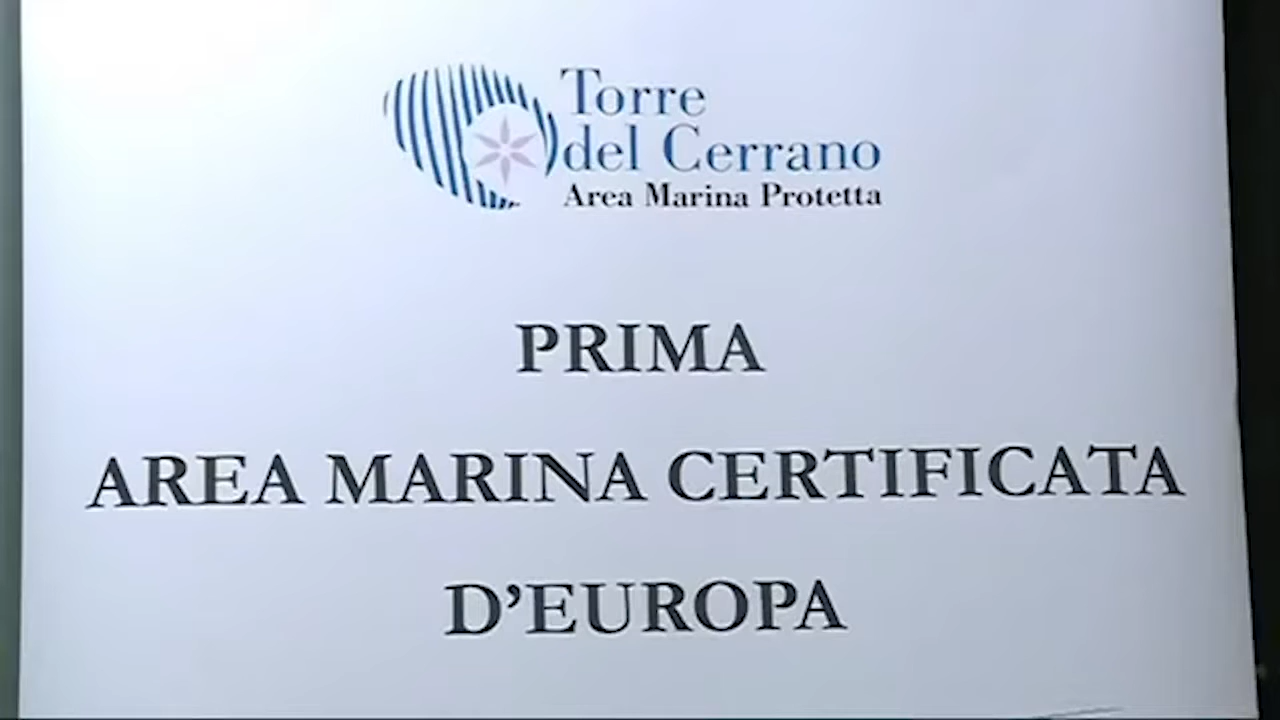 Torre
del Cerrano
Area Marina Protetta
PRIMA
AREA MARINA CERTIFICATA
D’EUROPA